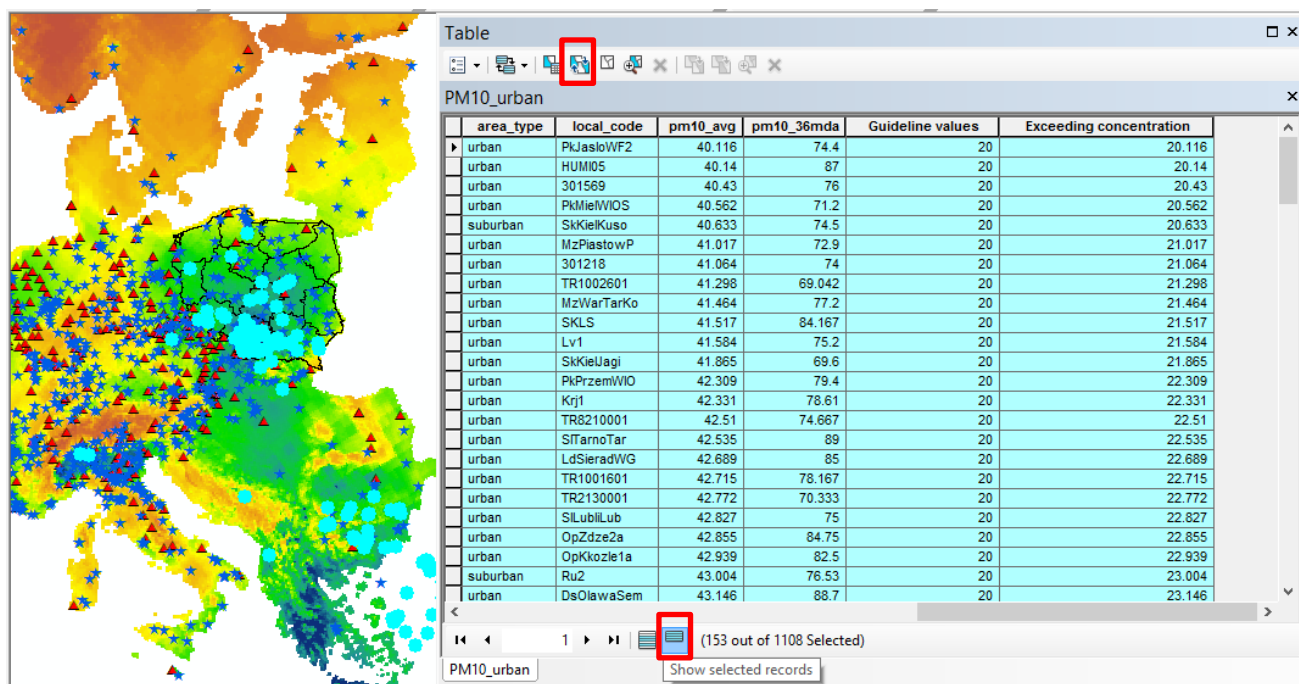 Table
PM10_urban
area_type local_code pm10_avg pm10_36mda Guideline values Exceeding concentration
urban PkJasloWF2 40.116 74.4 20 20.116
urban HUMI05 40.14 87 20 20.14
urban 301569 40.43 76 20 20.43
urban PkMielWIOS 40.562 71.2 20 20.562
suburban SkKielKuso 40.633 74.5 20 20.633
urban MzPiastowP 41.017 72.9 20 21.017
urban 301218 41.064 74 20 21.064
urban TR1002601 41.298 69.042 20 21.298
urban MzWarTarKo 41.464 77.2 20 21.464
urban SKLS 41.517 84.167 20 21.517
urban Lv1 41.584 75.2 20 21.584
urban SkKielJagi 41.865 69.6 20 21.865
urban PkPrzemWIO 42.309 79.4 20 22.309
urban Krj1 42.331 78.61 20 22.331
urban TR8210001 42.51 74.667 20 22.51
urban SlTarnoTar 42.535 89 20 22.535
urban LdSieradWG 42.689 85 20 22.689
urban TR1001601 42.715 78.167 20 22.715
urban TR2130001 42.772 70.333 20 22.772
urban SlLubliLub 42.827 75 20 22.827
urban OpZdze2a 42.855 84.75 20 22.855
urban OpKkozle1a 42.939 82.5 20 22.939
suburban Ru2 43.004 76.53 20 23.004
urban DsOlawaSem 43.146 88.7 20 23.146
1 (153 out of 1108 Selected)
PM10_urban
Show selected records